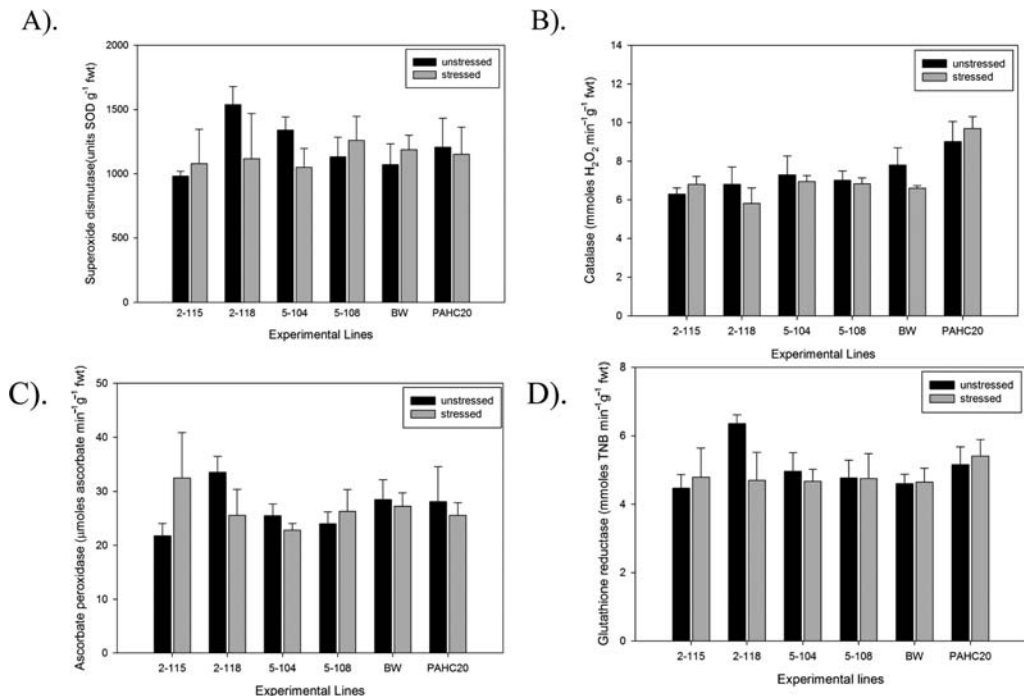 A).
2000
1500
1000
500
0
Superoxide dismutase(units SOD g⁻¹ fwt)
unstressed
stressed
2-115 2-118 5-104 5-108 BW PAHC20
Experimental Lines
B).
14
12
10
8
6
4
2
0
Catalase (mmoles H₂O₂ min⁻¹g⁻¹ fwt)
unstressed
stressed
2-115 2-118 5-104 5-108 BW PAHC20
Experimental Lines
C).
50
40
30
20
10
0
Ascorbate peroxidase (μmoles ascorbate min⁻¹g⁻¹ fwt)
unstressed
stressed
2-115 2-118 5-104 5-108 BW PAHC20
Experimental Lines
D).
8
6
4
2
0
Glutathione reductase (mmoles TNB min⁻¹g⁻¹ fwt)
unstressed
stressed
2-115 2-118 5-104 5-108 BW PAHC20
Experimental lines